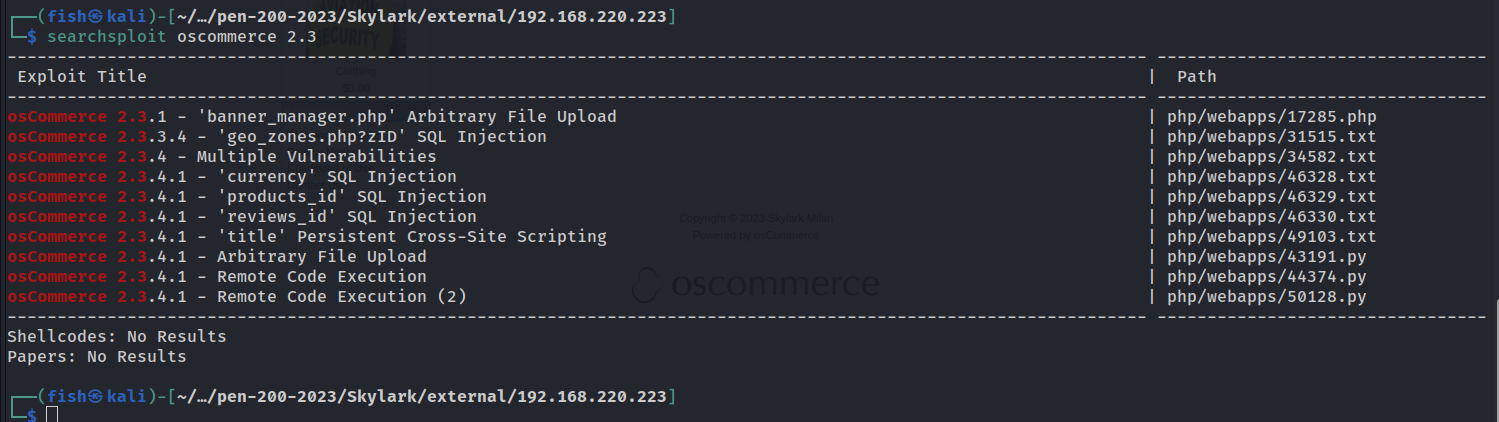 ┌──(fish㉿kali)-[~/…/pen-200-2023/Skylark/external/192.168.220.223]
└─$ searchsploit oscommerce 2.3
Exploit Title | Path
osCommerce 2.3.1 - 'banner_manager.php' Arbitrary File Upload | php/webapps/17285.php
osCommerce 2.3.3.4 - 'geo_zones.php?zID' SQL Injection | php/webapps/31515.txt
osCommerce 2.3.4 - Multiple Vulnerabilities | php/webapps/34582.txt
osCommerce 2.3.4.1 - 'currency' SQL Injection | php/webapps/46328.txt
osCommerce 2.3.4.1 - 'products_id' SQL Injection | php/webapps/46329.txt
osCommerce 2.3.4.1 - 'reviews_id' SQL Injection | php/webapps/46330.txt
osCommerce 2.3.4.1 - 'title' Persistent Cross-Site Scripting | php/webapps/49103.txt
osCommerce 2.3.4.1 - Arbitrary File Upload | php/webapps/43191.py
osCommerce 2.3.4.1 - Remote Code Execution | php/webapps/44374.py
osCommerce 2.3.4.1 - Remote Code Execution (2) | php/webapps/50128.py
Shellcodes: No Results
Papers: No Results
┌──(fish㉿kali)-[~/…/pen-200-2023/Skylark/external/192.168.220.223]
└─$
SECURITY
Copyright © 2023 Skylark Milan
Powered by osCommerce
oscommerce